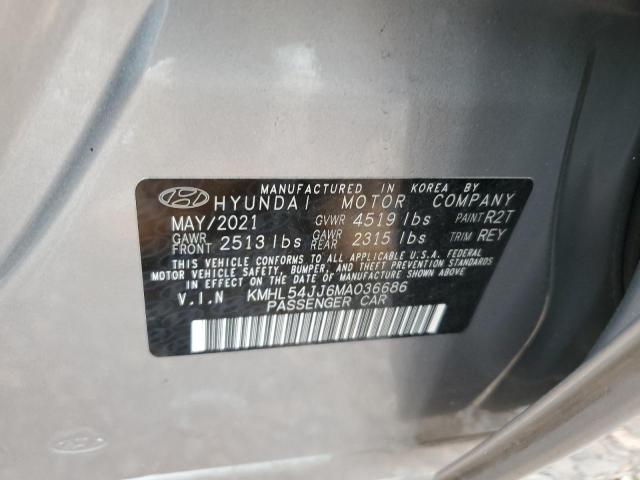 MANUFACTURED IN KOREA BY
HYUNDAI MOTOR COMPANY
MAY/2021 GVWR 4519 lbs PAINT R2T
GAWR FRONT 2513 lbs GAWR REAR 2315 lbs TRIM REY
THIS VEHICLE CONFORMS TO ALL APPLICABLE U.S.A. FEDERAL
MOTOR VEHICLE SAFETY, BUMPER, AND THEFT PREVENTION STANDARDS
IN EFFECT ON THE DATE OF MANUFACTURE SHOWN ABOVE.
V.I.N KMHL54JJ6MA036686
PASSENGER CAR